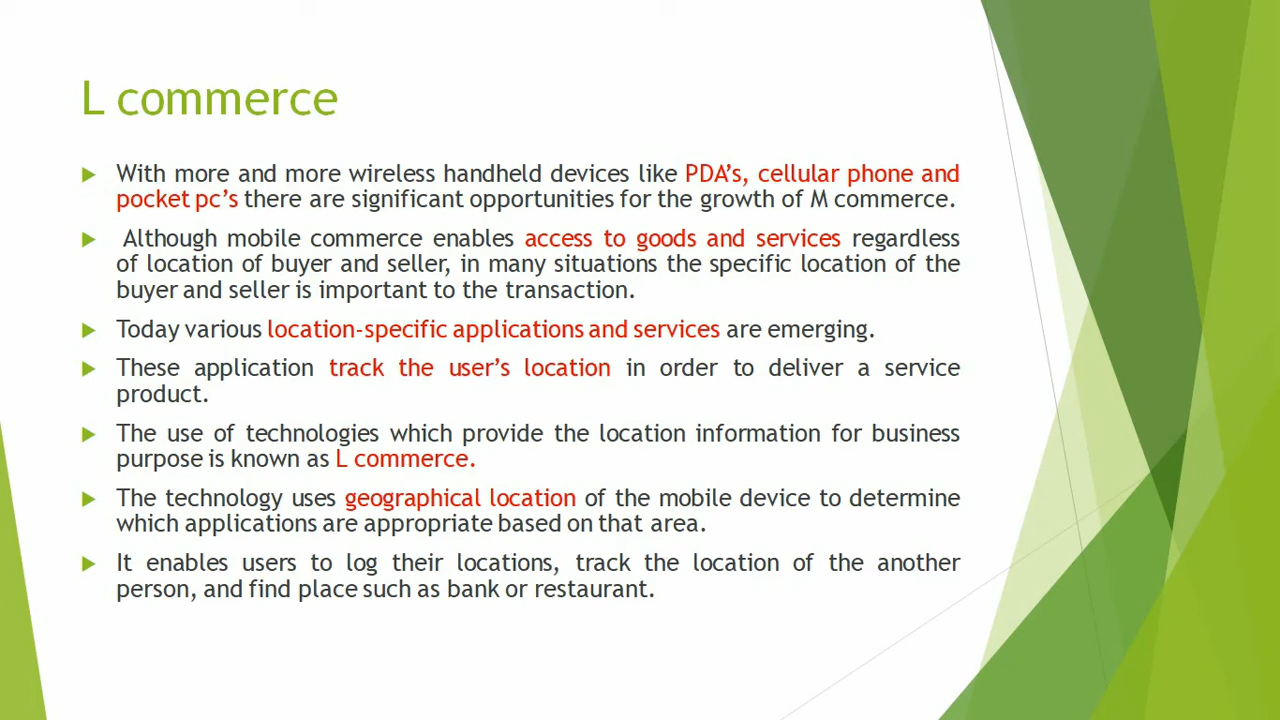 L commerce
With more and more wireless handheld devices like PDA's, cellular phone and
pocket pc's there are significant opportunities for the growth of M commerce.
Although mobile commerce enables access to goods and services regardless
of location of buyer and seller, in many situations the specific location of the
buyer and seller is important to the transaction.
Today various location-specific applications and services are emerging.
These application track the user's location in order to deliver a service
product.
The use of technologies which provide the location information for business
purpose is known as L commerce.
The technology uses geographical location of the mobile device to determine
which applications are appropriate based on that area.
It enables users to log their locations, track the location of the another
person, and find place such as bank or restaurant.